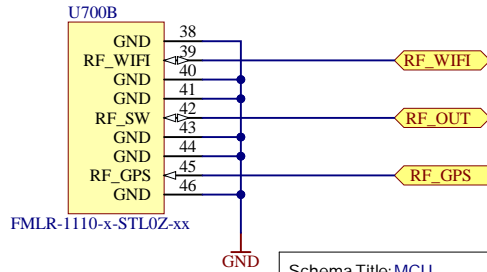 U700B
GND 38
RF_WIFI 39 RF_WIFI
GND 40
GND 41
RF_SW 42 RF_OUT
GND 43
GND 44
RF_GPS 45 RF_GPS
GND 46
FMLR-1110-x-STL0Z-xx
GND
Schema Title: MCU